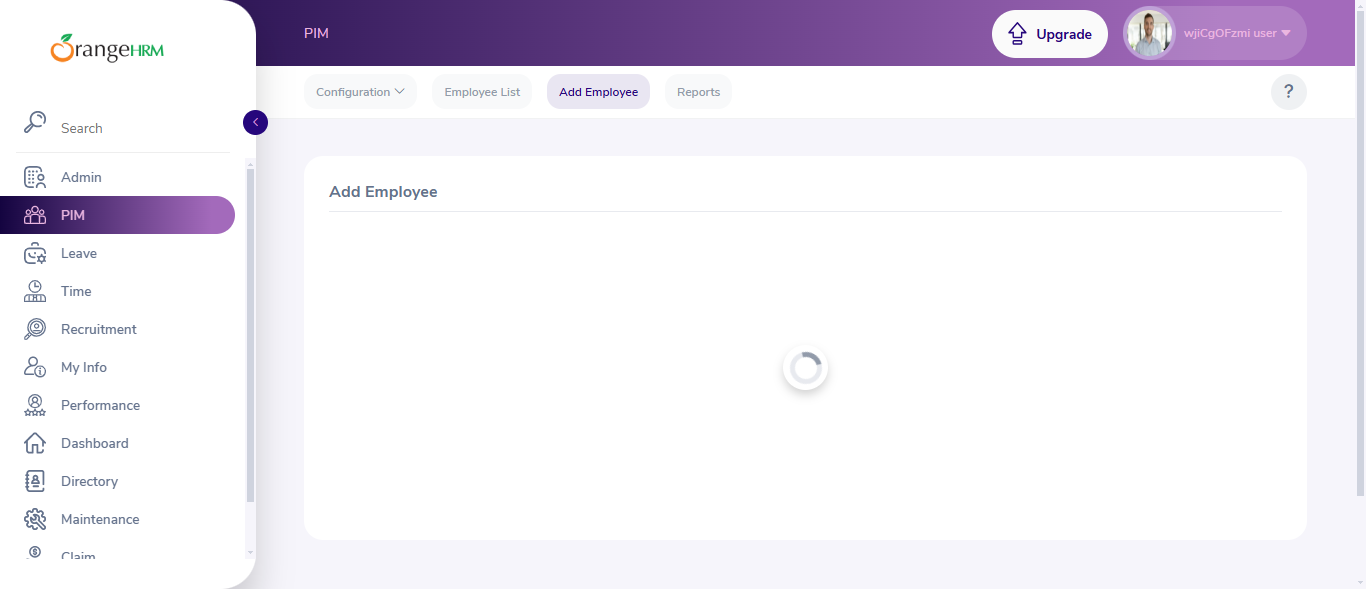 OrangeHRM
PIM
Upgrade
wjiCgOFzmi user
Configuration
Employee List
Add Employee
Reports
?
Search
Admin
PIM
Leave
Time
Recruitment
My Info
Performance
Dashboard
Directory
Maintenance
Claim
Add Employee